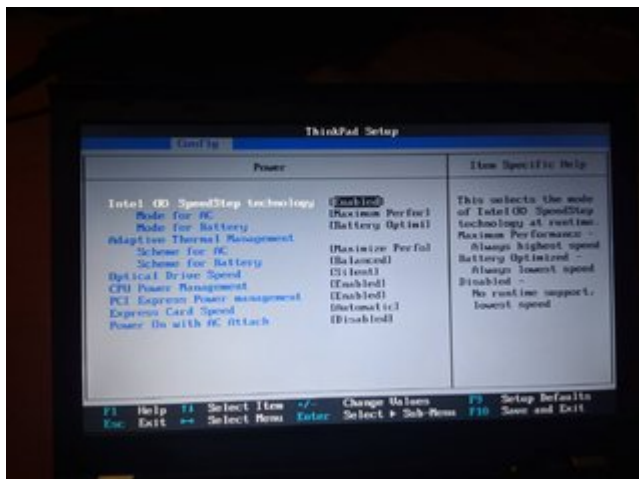 ThinkPad Setup
Config
Power
Item Specific Help
Intel (R) SpeedStep technology [Enabled]
Mode for AC [Maximum Perfor]
Mode for Battery [Battery Optimi]
Adaptive Thermal Management
Scheme for AC [Maximize Perfo]
Scheme for Battery [Balanced]
Optical Drive Speed [Silent]
CPU Power Management [Enabled]
PCI Express Power management [Enabled]
Express Card Speed [Automatic]
Power On with AC Attach [Disabled]
This selects the mode
of Intel(R) SpeedStep
technology at runtime.
Maximum Performance -
Always highest speed
Battery Optimized -
Always lowest speed
Disabled -
No runtime support,
lowest speed
F1 Help ↑↓ Select Item -/- Change Values F9 Setup Defaults
Esc Exit ↔ Select Menu Enter Select ▸ Sub-Menu F10 Save and Exit